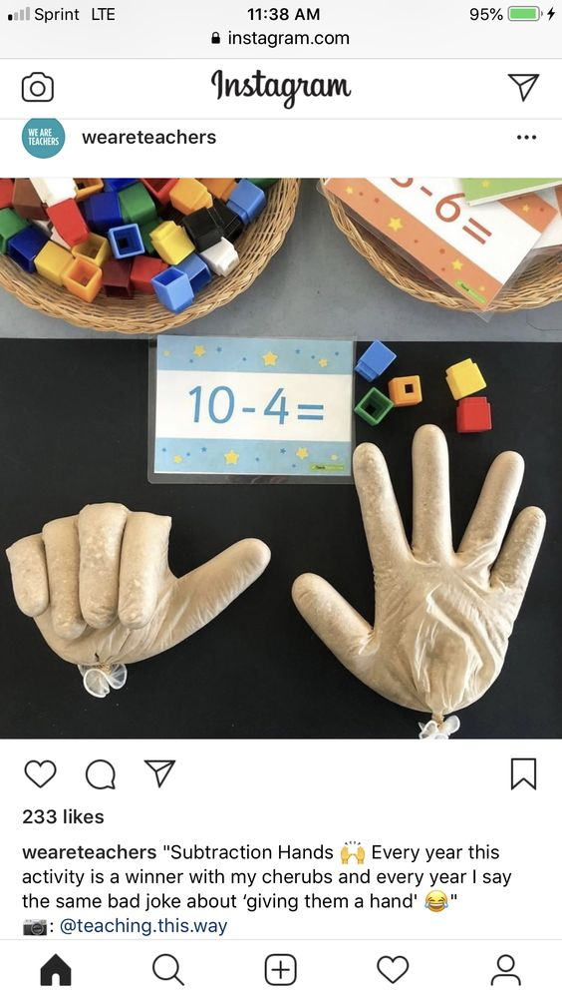 Sprint LTE 11:38 AM 95%
instagram.com
Instagram
WE ARE
TEACHERS
weareteachers
-6=
10-4=
233 likes
weareteachers "Subtraction Hands 🙌 Every year this
activity is a winner with my cherubs and every year I say
the same bad joke about ‘giving them a hand' 😂"
📷: @teaching.this.way